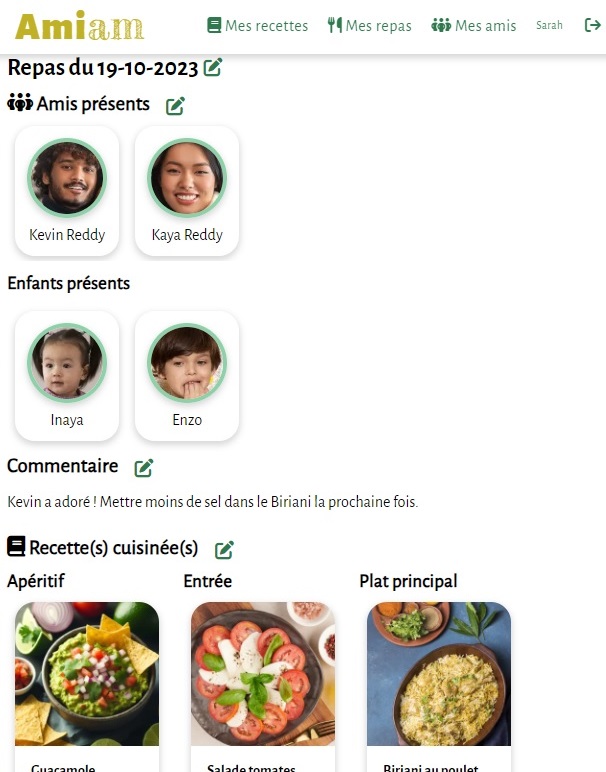 Amiam
Mes recettes Mes repas Mes amis Sarah
Repas du 19-10-2023
Amis présents
Kevin Reddy Kaya Reddy
Enfants présents
Inaya Enzo
Commentaire
Kevin a adoré ! Mettre moins de sel dans le Biriani la prochaine fois.
Recette(s) cuisinée(s)
Apéritif Entrée Plat principal
Guacamole Salade tomates Biriani au poulet